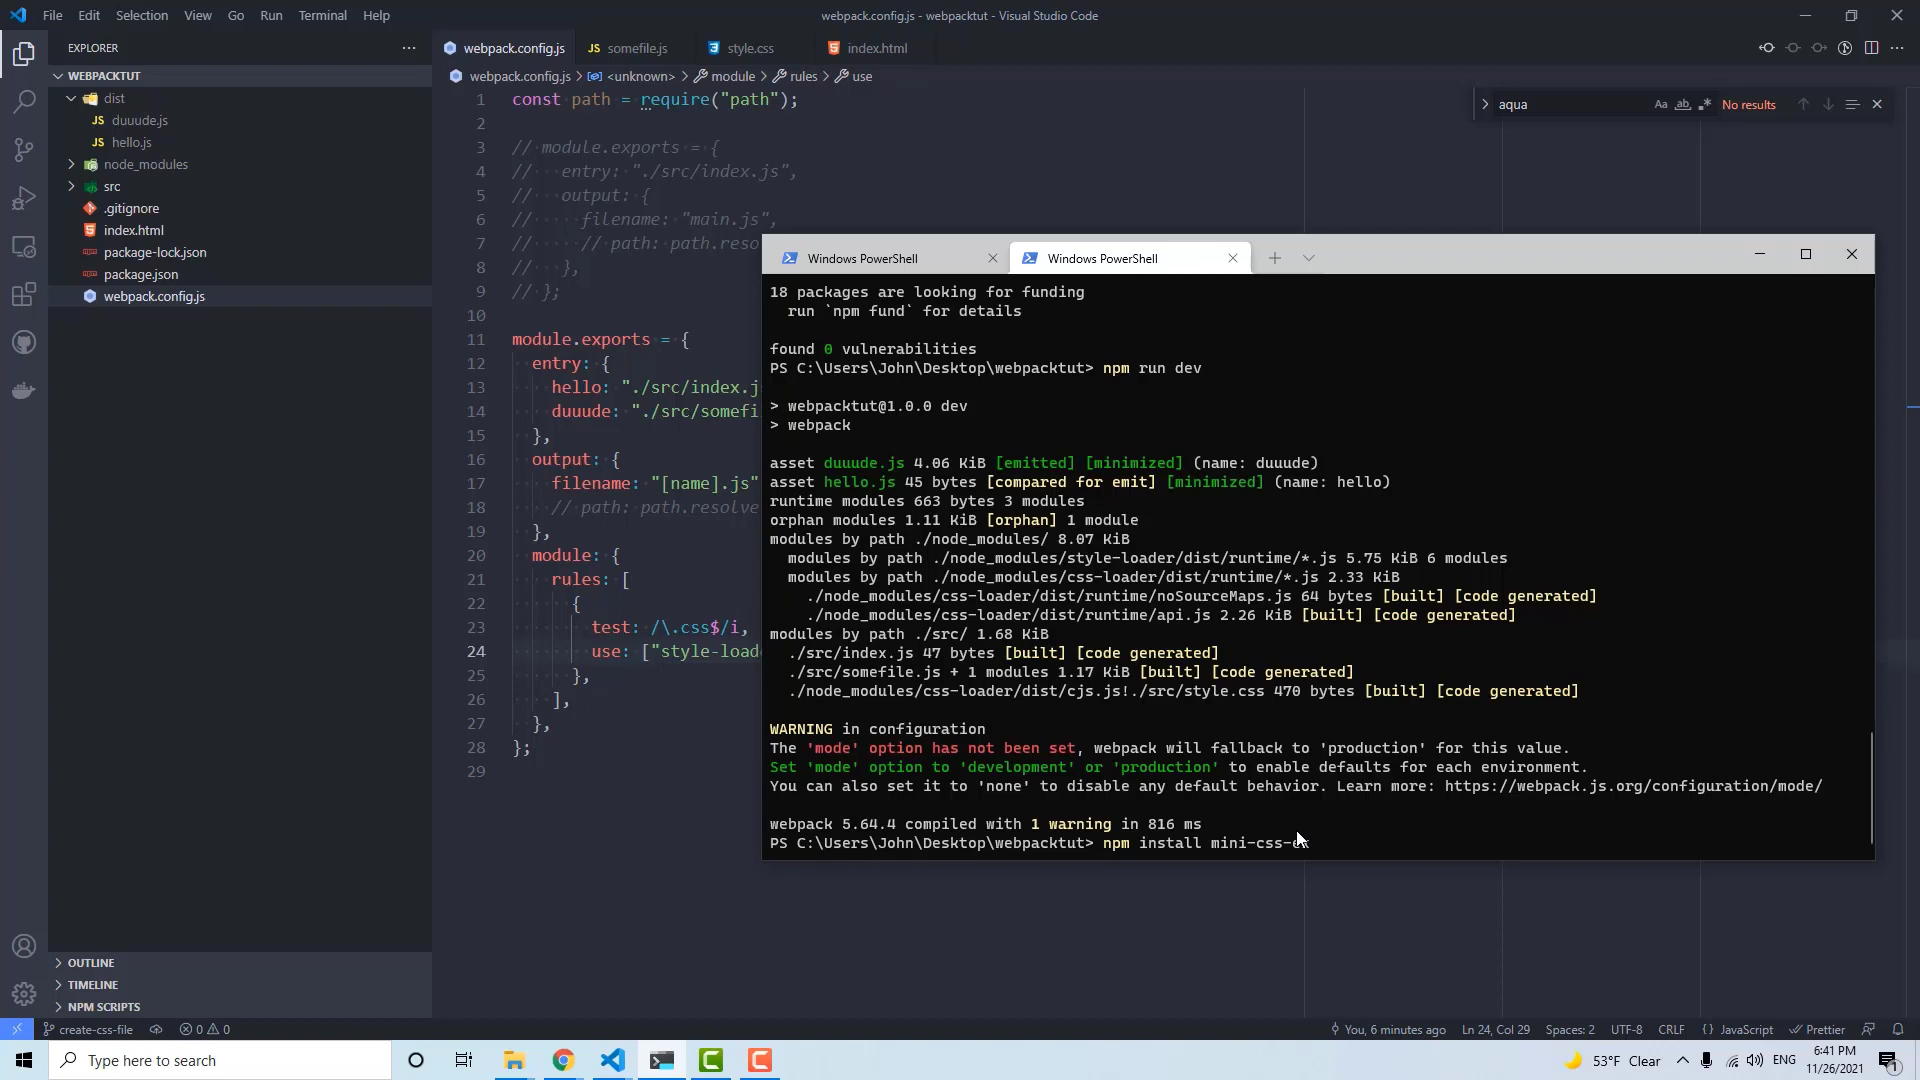 File Edit Selection View Go Run Terminal Help
webpack.config.js - webpacktut - Visual Studio Code
EXPLORER
WEBPACKTUT
dist
JS duuude.js
JS hello.js
node_modules
src
.gitignore
index.html
package-lock.json
package.json
webpack.config.js
OUTLINE
TIMELINE
NPM SCRIPTS
webpack.config.js JS somefile.js style.css index.html
webpack.config.js > <unknown> > module > rules > use
aqua Aa ab No results
1 const path = require("path");
2
3 // module.exports = {
4 // entry: "./src/index.js",
5 // output: {
6 // filename: "main.js",
7 // // path: path.reso
8 // },
9 // };
10
11 module.exports = {
12 entry: {
13 hello: "./src/index.j
14 duuude: "./src/somefi
15 },
16 output: {
17 filename: "[name].js"
18 // path: path.resolve
19 },
20 module: {
21 rules: [
22 {
23 test: /\.css$/i,
24 use: ["style-load
25 },
26 ],
27 },
28 };
29
Windows PowerShell Windows PowerShell
18 packages are looking for funding
run `npm fund` for details
found 0 vulnerabilities
PS C:\Users\John\Desktop\webpacktut> npm run dev
> webpacktut@1.0.0 dev
> webpack
asset duuude.js 4.06 KiB [emitted] [minimized] (name: duuude)
asset hello.js 45 bytes [compared for emit] [minimized] (name: hello)
runtime modules 663 bytes 3 modules
orphan modules 1.11 KiB [orphan] 1 module
modules by path ./node_modules/ 8.07 KiB
modules by path ./node_modules/style-loader/dist/runtime/*.js 5.75 KiB 6 modules
modules by path ./node_modules/css-loader/dist/runtime/*.js 2.33 KiB
./node_modules/css-loader/dist/runtime/noSourceMaps.js 64 bytes [built] [code generated]
./node_modules/css-loader/dist/runtime/api.js 2.26 KiB [built] [code generated]
modules by path ./src/ 1.68 KiB
./src/index.js 47 bytes [built] [code generated]
./src/somefile.js + 1 modules 1.17 KiB [built] [code generated]
./node_modules/css-loader/dist/cjs.js!./src/style.css 470 bytes [built] [code generated]
WARNING in configuration
The 'mode' option has not been set, webpack will fallback to 'production' for this value.
Set 'mode' option to 'development' or 'production' to enable defaults for each environment.
You can also set it to 'none' to disable any default behavior. Learn more: https://webpack.js.org/configuration/mode/
webpack 5.64.4 compiled with 1 warning in 816 ms
PS C:\Users\John\Desktop\webpacktut> npm install mini-css-ex
create-css-file 0 0 You, 6 minutes ago Ln 24, Col 29 Spaces: 2 UTF-8 CRLF {} JavaScript Prettier
Type here to search
53°F Clear ENG 6:41 PM
11/26/2021
1